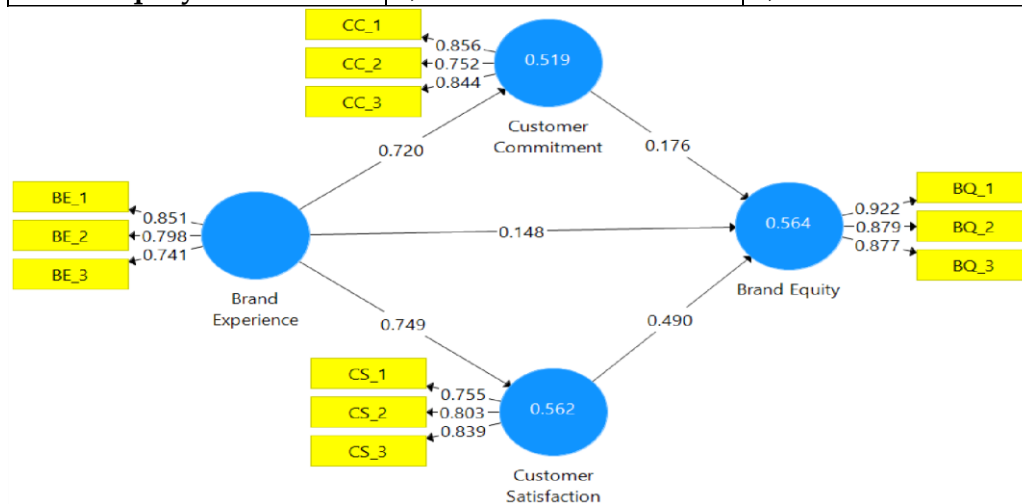 CC_1
CC_2
CC_3
0.856
0.752
0.844
0.519
Customer
Commitment
0.720
0.176
BE_1
BE_2
BE_3
0.851
0.798
0.741
Brand
Experience
0.148
0.564
Brand Equity
0.922
0.879
0.877
BQ_1
BQ_2
BQ_3
0.749
0.490
CS_1
CS_2
CS_3
0.755
0.803
0.839
0.562
Customer
Satisfaction